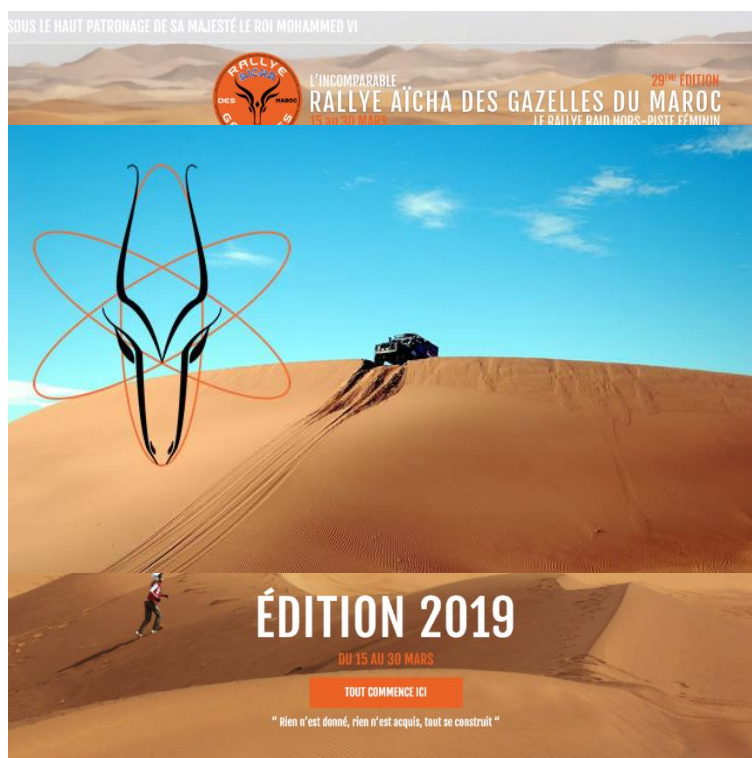 SOUS LE HAUT PATRONAGE DE SA MAJESTÉ LE ROI MOHAMMED VI
RALLYE
AÏCHA
DES
MAROC
L'INCOMPARABLE
29ÈME ÉDITION
RALLYE AÏCHA DES GAZELLES DU MAROC
15 au 30 MARS
LE RALLYE RAID HORS-PISTE FÉMININ
ÉDITION 2019
DU 15 AU 30 MARS
TOUT COMMENCE ICI
“ Rien n'est donné, rien n'est acquis, tout se construit “